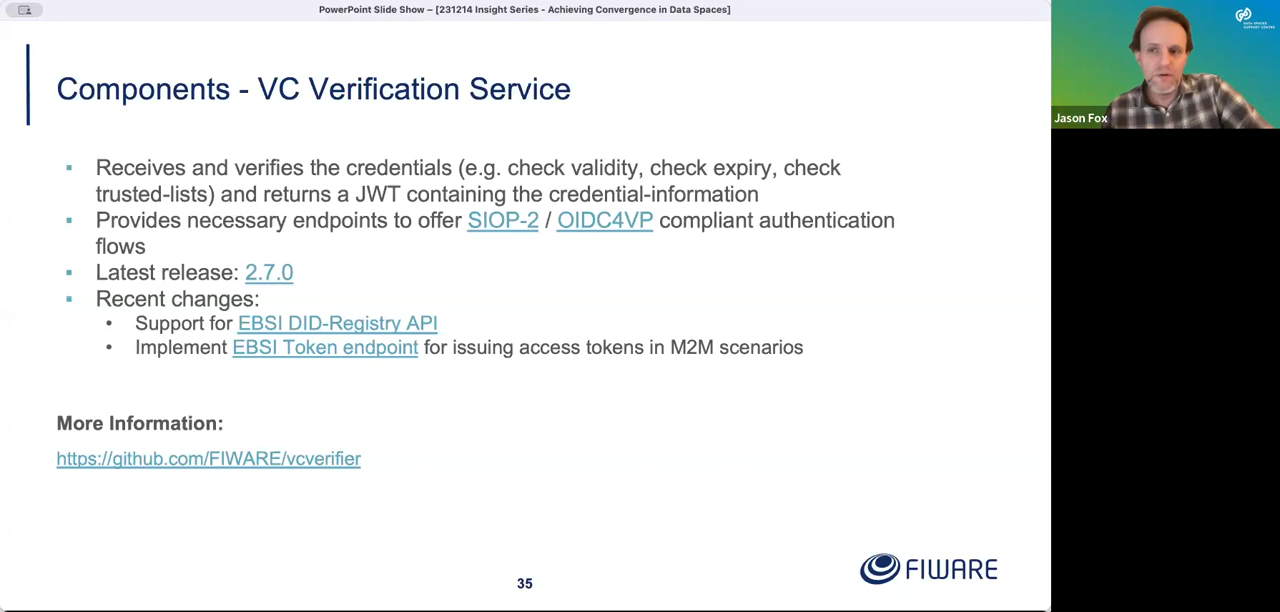 PowerPoint Slide Show – [231214 Insight Series - Achieving Convergence in Data Spaces]
Components - VC Verification Service
▪ Receives and verifies the credentials (e.g. check validity, check expiry, check
trusted-lists) and returns a JWT containing the credential-information
▪ Provides necessary endpoints to offer SIOP-2 / OIDC4VP compliant authentication
flows
▪ Latest release: 2.7.0
▪ Recent changes:
• Support for EBSI DID-Registry API
• Implement EBSI Token endpoint for issuing access tokens in M2M scenarios
More Information:
https://github.com/FIWARE/vcverifier
35
FIWARE
DATA SPACES
SUPPORT CENTRE
Jason Fox